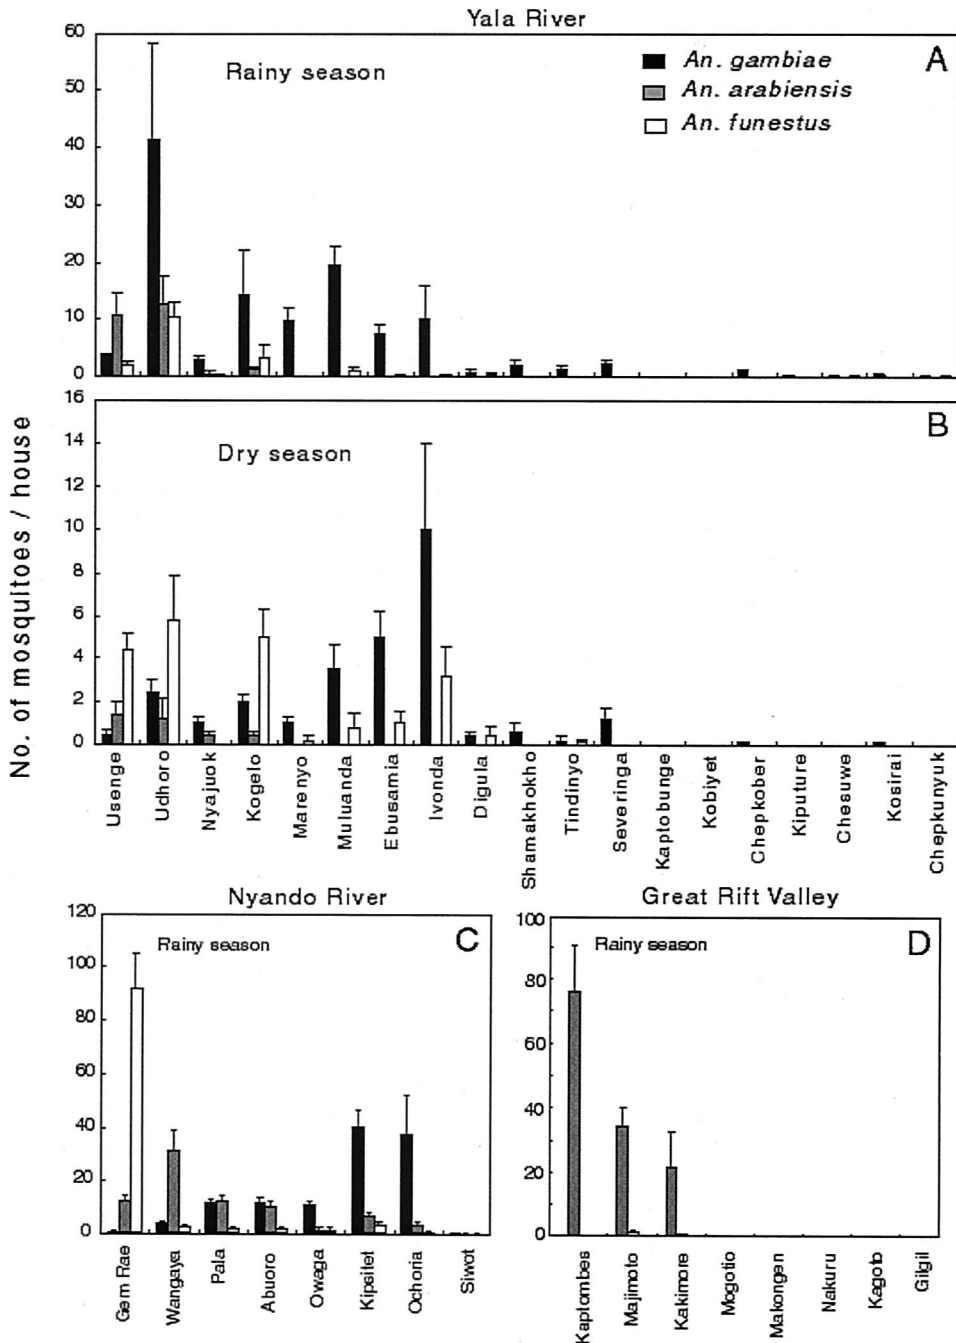 Yala River
A
Rainy season
An. gambiae
An. arabiensis
An. funestus
60
50
40
30
20
10
0
B
Dry season
16
14
12
10
8
6
4
2
0
No. of mosquitoes / house
Usenge
Udhoro
Nyajuok
Kogelo
Marenyo
Muluanda
Ebusamia
Ivonda
Digula
Shamakhokho
Tindinyo
Severinga
Kaptobunge
Kobiyet
Chepkober
Kiputure
Chesuwe
Kosirai
Chepkunyuk
Nyando River
C
Rainy season
120
100
80
60
40
20
0
Gem Rae
Wangaya
Pala
Abuoro
Owaga
Kipsitet
Ochoria
Siwot
Great Rift Valley
D
Rainy season
100
80
60
40
20
0
Kaptombes
Majimoto
Kakimore
Mogotio
Makongen
Nakuru
Kagoto
Gilgil